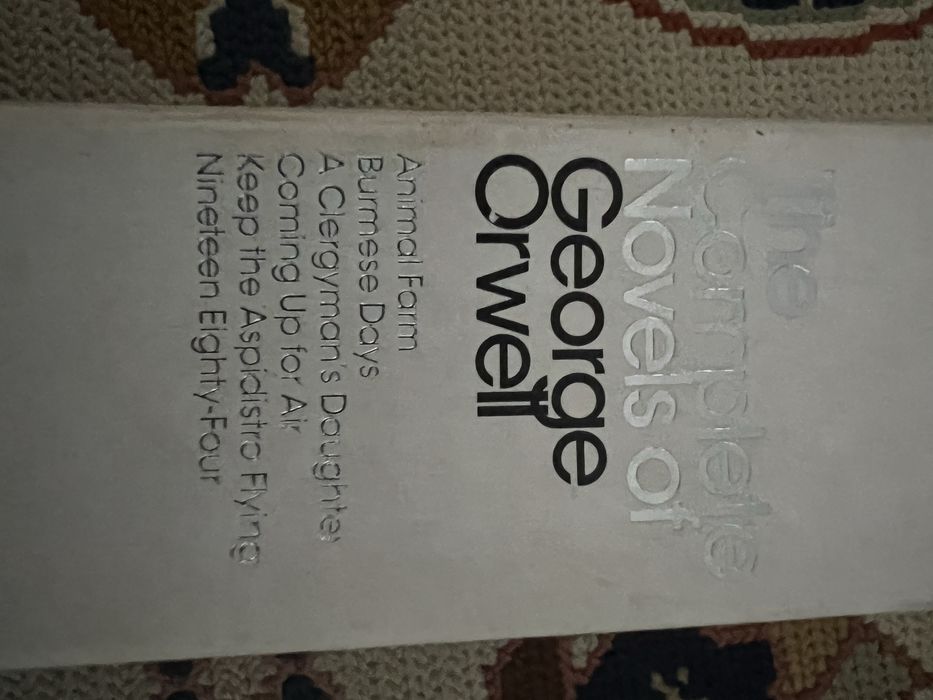 The
Complete
Novels of
George
Orwell
Animal Farm
Burmese Days
A Clergyman's Daughter
Coming Up for Air
Keep the Aspidistra Flying
Nineteen Eighty-Four